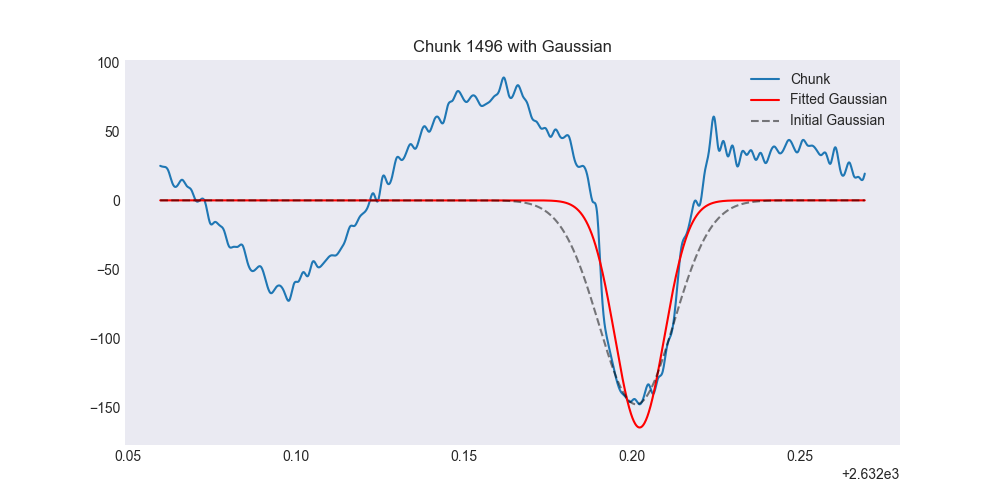 Chunk 1496 with Gaussian
100
50
0
−50
−100
−150
Chunk
Fitted Gaussian
Initial Gaussian
0.05 0.10 0.15 0.20 0.25
+2.632e3